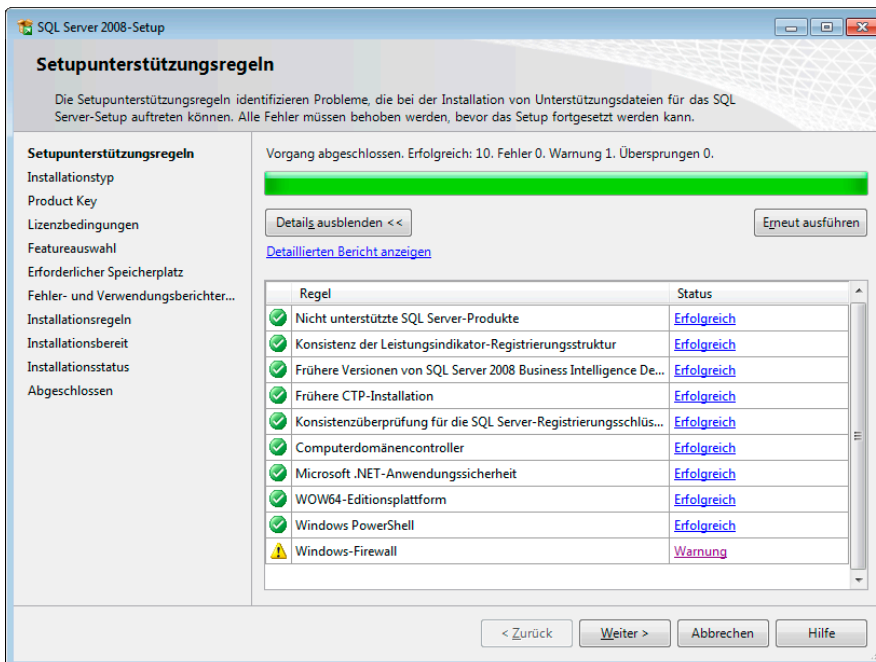 SQL Server 2008-Setup
Setupunterstützungsregeln
Die Setupunterstützungsregeln identifizieren Probleme, die bei der Installation von Unterstützungsdateien für das SQL
Server-Setup auftreten können. Alle Fehler müssen behoben werden, bevor das Setup fortgesetzt werden kann.
Setupunterstützungsregeln
Installationstyp
Product Key
Lizenzbedingungen
Featureauswahl
Erforderlicher Speicherplatz
Fehler- und Verwendungsberichter...
Installationsregeln
Installationsbereit
Installationsstatus
Abgeschlossen
Vorgang abgeschlossen. Erfolgreich: 10. Fehler 0. Warnung 1. Übersprungen 0.
Details ausblenden <<
Erneut ausführen
Detaillierten Bericht anzeigen
Regel Status
Nicht unterstützte SQL Server-Produkte Erfolgreich
Konsistenz der Leistungsindikator-Registrierungsstruktur Erfolgreich
Frühere Versionen von SQL Server 2008 Business Intelligence De... Erfolgreich
Frühere CTP-Installation Erfolgreich
Konsistenzüberprüfung für die SQL Server-Registrierungsschlüs... Erfolgreich
Computerdomänencontroller Erfolgreich
Microsoft .NET-Anwendungssicherheit Erfolgreich
WOW64-Editionsplattform Erfolgreich
Windows PowerShell Erfolgreich
Windows-Firewall Warnung
< Zurück Weiter > Abbrechen Hilfe